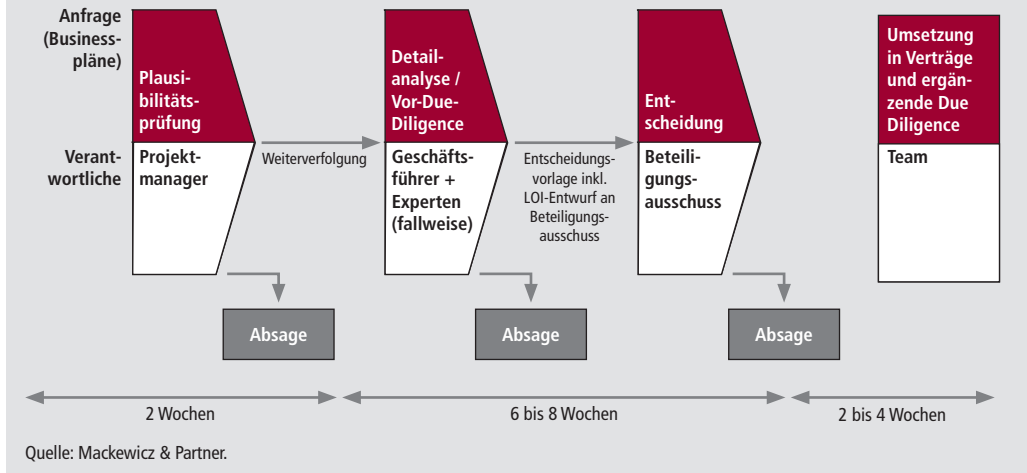 Anfrage
(Business-
pläne)
Plausi-
bilitäts-
prüfung
Detail-
analyse /
Vor-Due-
Diligence
Ent-
scheidung
Umsetzung
in Verträge
und ergän-
zende Due
Diligence
Verant-
wortliche
Projekt-
manager
Weiterverfolgung
Geschäfts-
führer +
Experten
(fallweise)
Entscheidungs-
vorlage inkl.
LOI-Entwurf an
Beteiligungs-
ausschuss
Beteili-
gungs-
ausschuss
Team
Absage
Absage
Absage
2 Wochen
6 bis 8 Wochen
2 bis 4 Wochen
Quelle: Mackewicz & Partner.